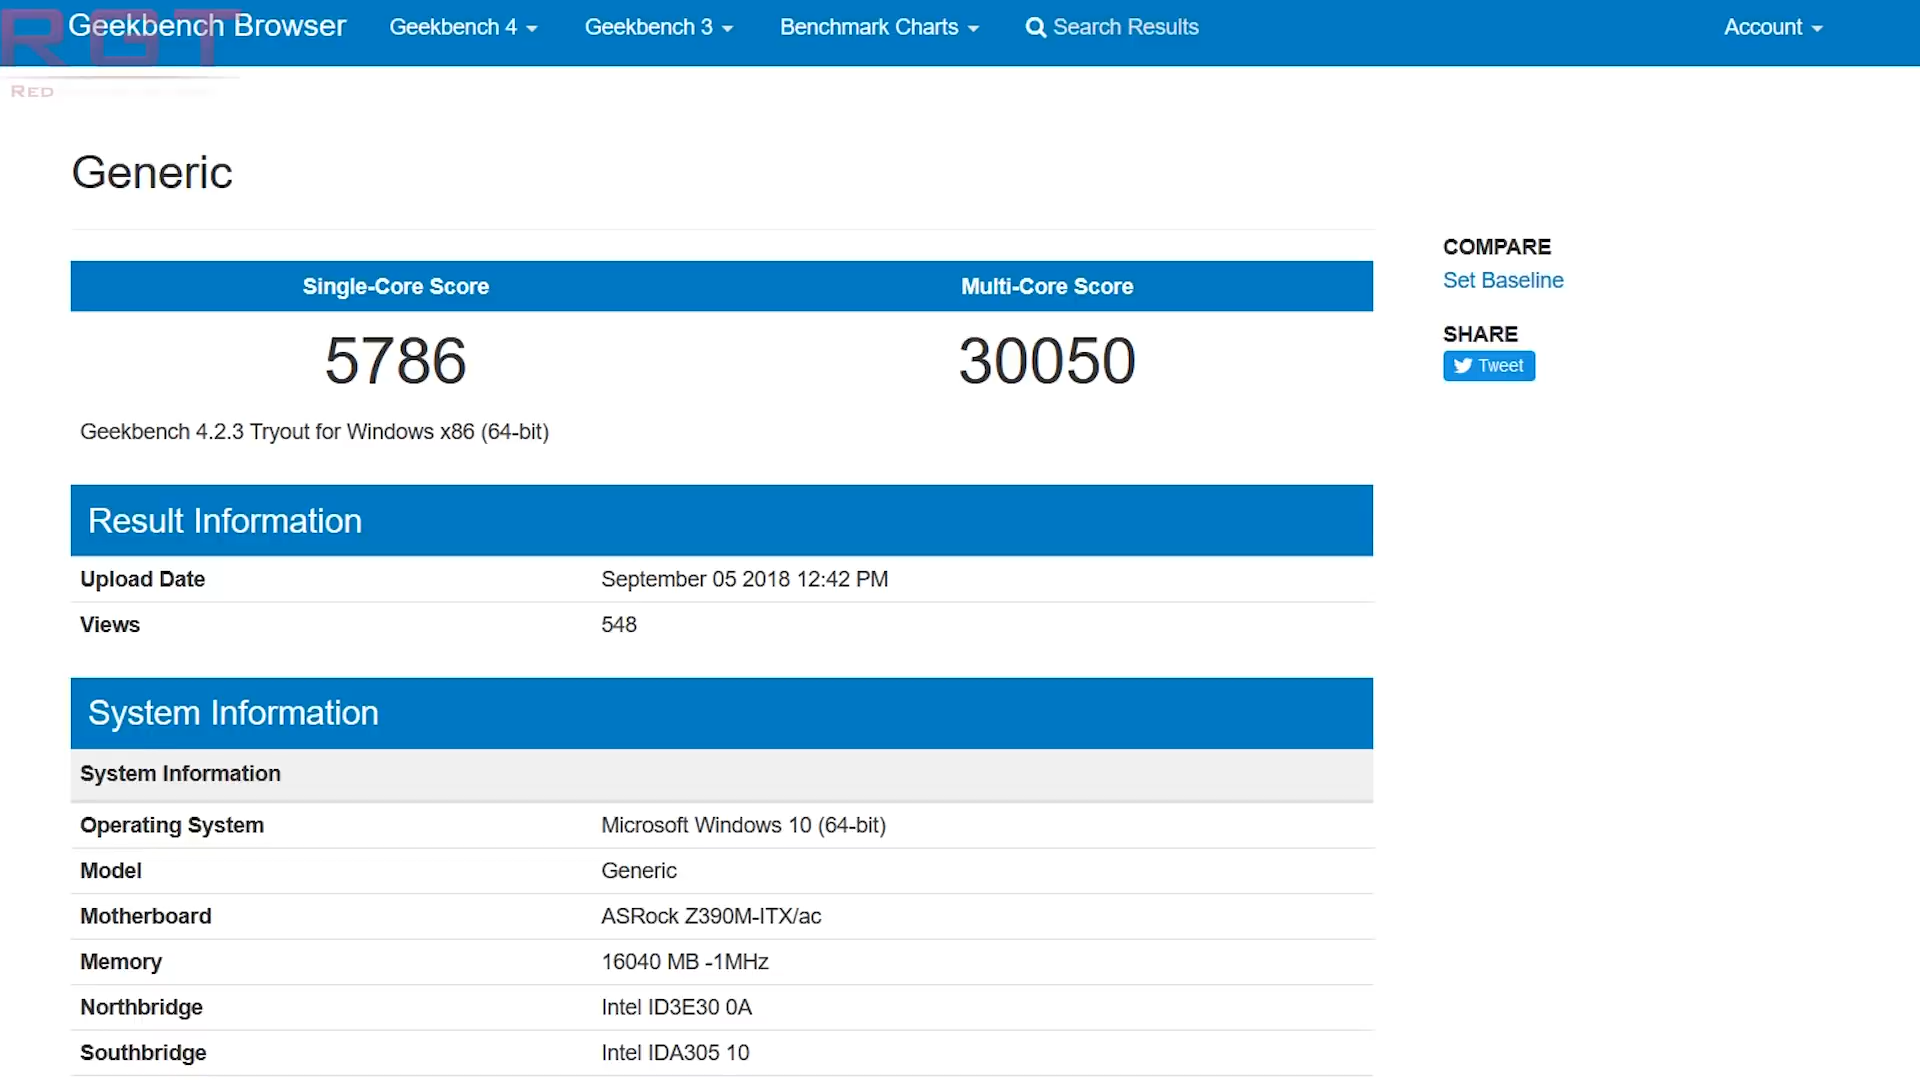 RGT
RED
Geekbench Browser Geekbench 4 Geekbench 3 Benchmark Charts Search Results Account
Generic
Single-Core Score Multi-Core Score
5786 30050
Geekbench 4.2.3 Tryout for Windows x86 (64-bit)
COMPARE
Set Baseline
SHARE
Tweet
Result Information
Upload Date September 05 2018 12:42 PM
Views 548
System Information
System Information
Operating System Microsoft Windows 10 (64-bit)
Model Generic
Motherboard ASRock Z390M-ITX/ac
Memory 16040 MB -1MHz
Northbridge Intel ID3E30 0A
Southbridge Intel IDA305 10